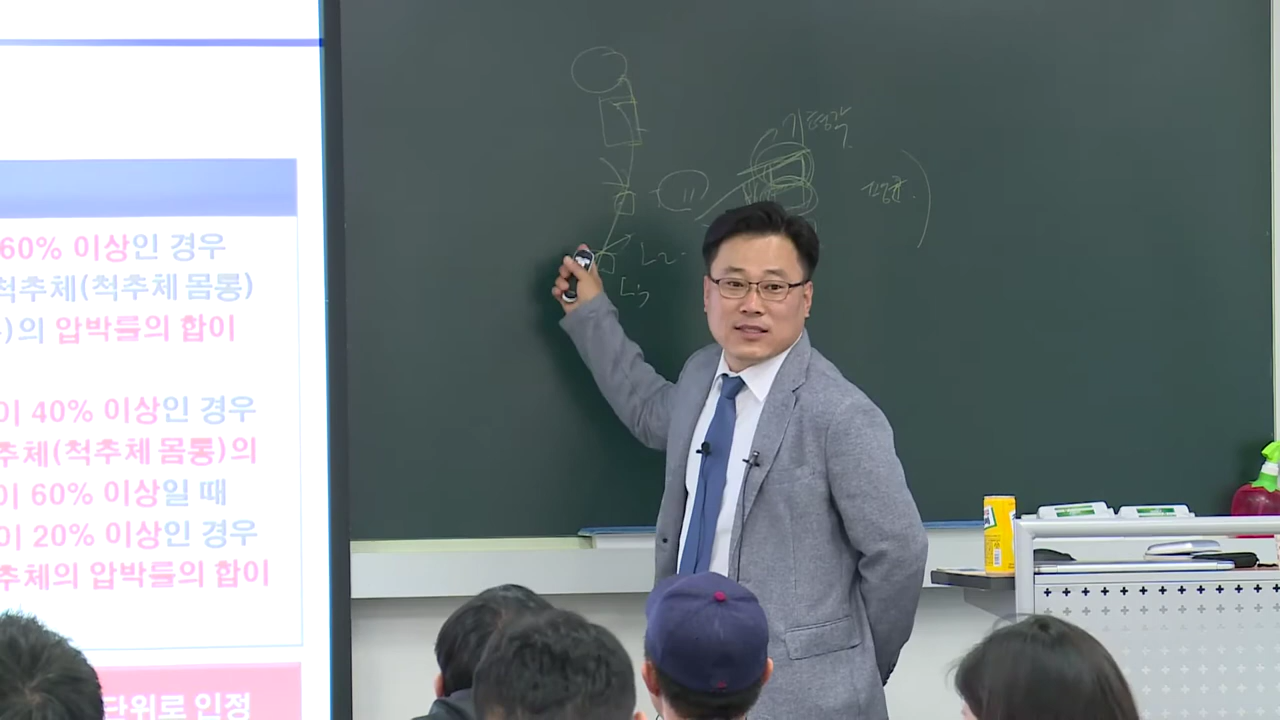 60% 이상인 경우
척추체(척추체 몸통)
)의 압박률의 합이
이 40% 이상인 경우
추체(척추체 몸통)의
이 60% 이상일 때
이 20% 이상인 경우
추체의 압박률의 합이
단위로 인정
L2